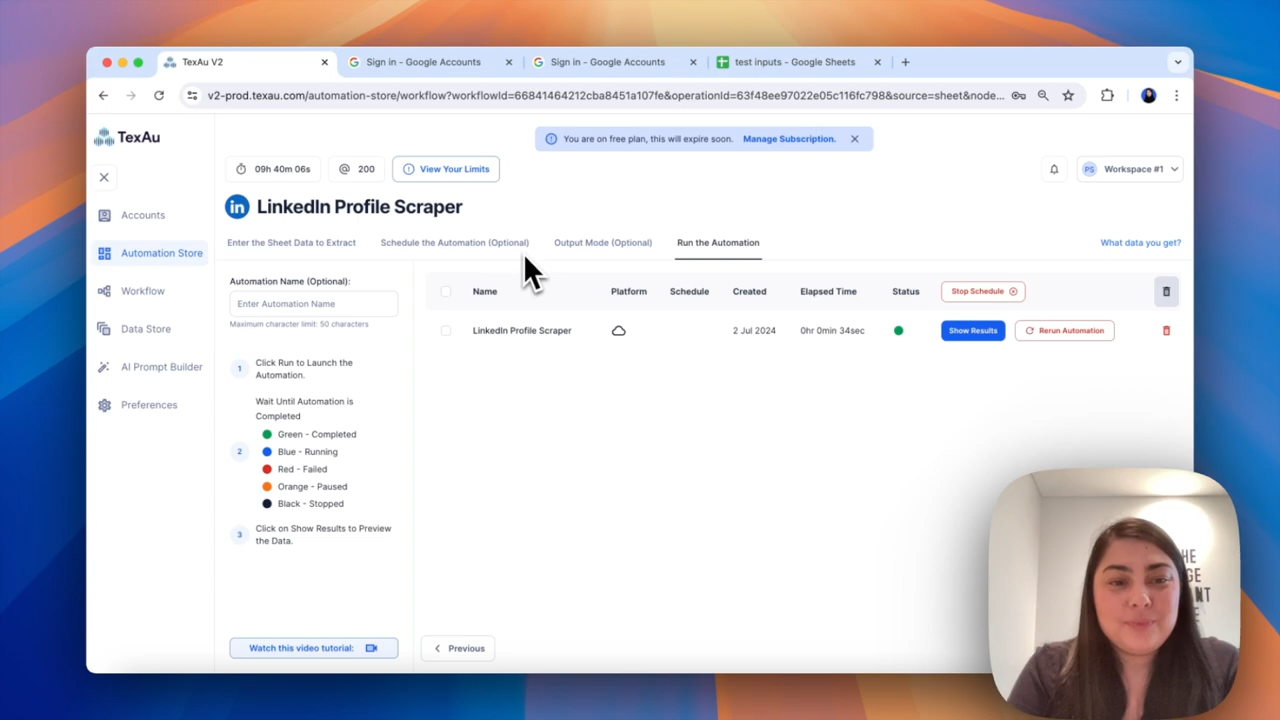 TexAu V2
Sign in - Google Accounts
Sign in - Google Accounts
test inputs - Google Sheets
v2-prod.texau.com/automation-store/workflow?workflowId=66841464212cba8451a107fe&operationId=63f48ee97022e05c116fc798&source=sheet&node...
TexAu
You are on free plan, this will expire soon. Manage Subscription.
09h 40m 06s
200
View Your Limits
PS Workspace #1
Accounts
Automation Store
Workflow
Data Store
AI Prompt Builder
Preferences
in LinkedIn Profile Scraper
Enter the Sheet Data to Extract
Schedule the Automation (Optional)
Output Mode (Optional)
Run the Automation
What data you get?
Automation Name (Optional):
Enter Automation Name
Maximum character limit: 50 characters
1 Click Run to Launch the
Automation.
Wait Until Automation is
Completed
Green - Completed
2 Blue - Running
Red - Failed
Orange - Paused
Black - Stopped
3 Click on Show Results to Preview
the Data.
Watch this video tutorial:
Name Platform Schedule Created Elapsed Time Status Stop Schedule
LinkedIn Profile Scraper 2 Jul 2024 0hr 0min 34sec Show Results Rerun Automation
Previous